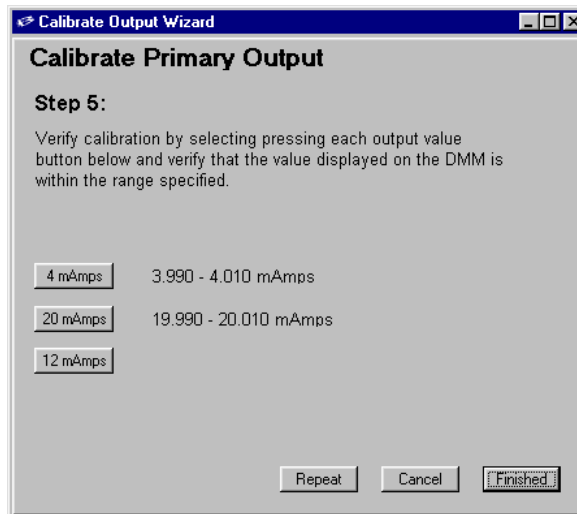 Calibrate Output Wizard
Calibrate Primary Output
Step 5:
Verify calibration by selecting pressing each output value
button below and verify that the value displayed on the DMM is
within the range specified.
4 mAmps 3.990 - 4.010 mAmps
20 mAmps 19.990 - 20.010 mAmps
12 mAmps
Repeat Cancel Finished